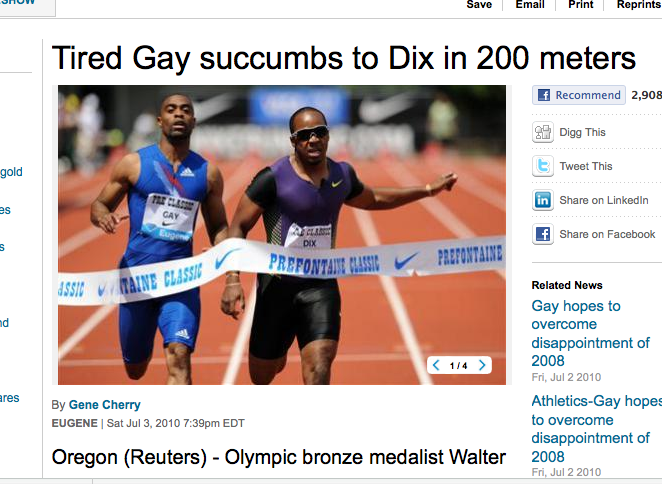 SHOW
Save Email Print Reprints
Tired Gay succumbs to Dix in 200 meters
gold
es
s
nd
ares
PRE CLASSIC
GAY
Eugene
PRE CLASSIC
DIX
ASSIC
TAINE CLASSIC
PREFONTAINE CLASSIC
PREFONTAINE
1 / 4
By Gene Cherry
EUGENE | Sat Jul 3, 2010 7:39pm EDT
Oregon (Reuters) - Olympic bronze medalist Walter
Recommend 2,908
Digg This
Tweet This
Share on LinkedIn
Share on Facebook
Related News
Gay hopes to
overcome
disappointment of
2008
Fri, Jul 2 2010
Athletics-Gay hopes
to overcome
disappointment of
2008
Fri, Jul 2 2010